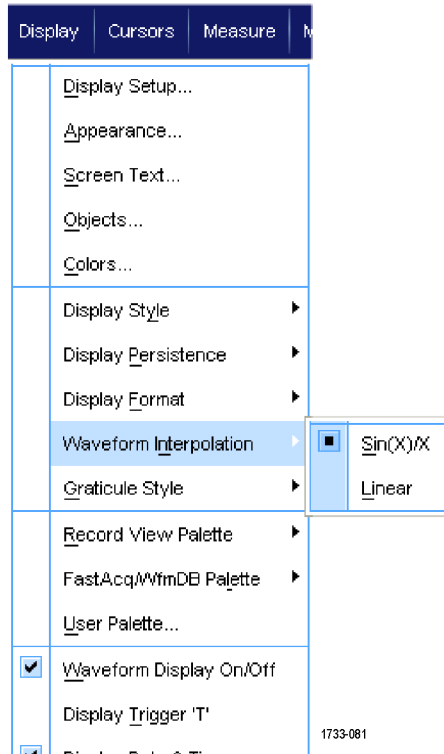 Display Cursors Measure
Display Setup...
Appearance...
Screen Text...
Objects...
Colors...
Display Style
Display Persistence
Display Format
Waveform Interpolation
Sin(X)/X
Graticule Style
Linear
Record View Palette
FastAcq/WfmDB Palette
User Palette...
Waveform Display On/Off
Display Trigger 'T'
1733-081